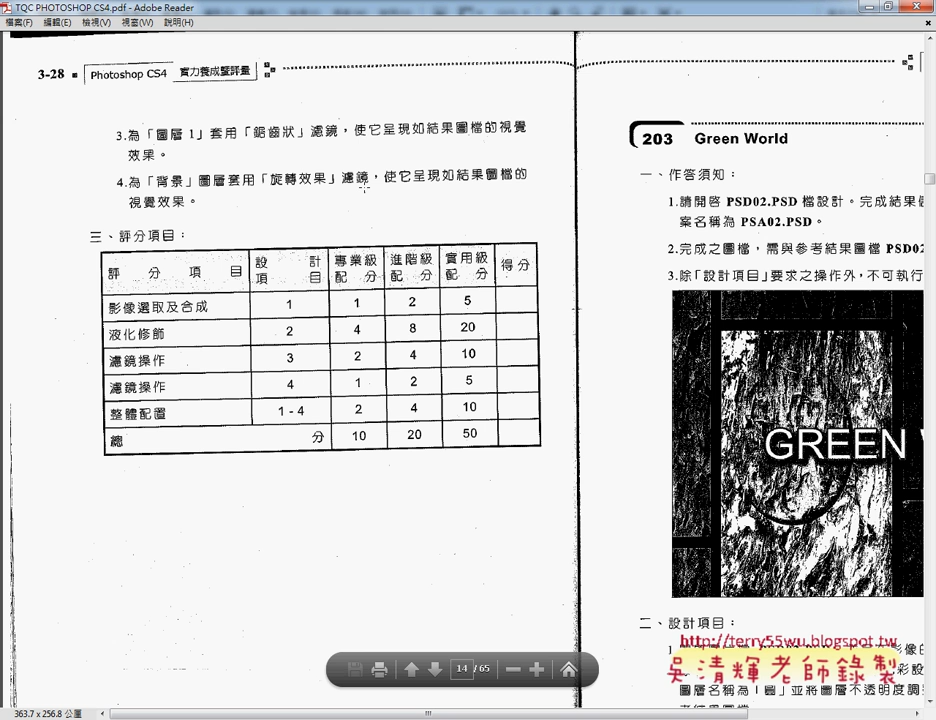 TQC PHOTOSHOP CS4.pdf - Adobe Reader
檔案(F) 編輯(E) 檢視(V) 視窗(W) 說明(H)
3-28 Photoshop CS4 實力養成暨評量
3.為「圖層 1」套用「鋸齒狀」濾鏡，使它呈現如結果圖檔的視覺
效果。
4.為「背景」圖層套用「旋轉效果」濾鏡，使它呈現如結果圖檔的
視覺效果。
三、評分項目：
評分項目 設計項目 專業級配分 進階級配分 實用級配分 得分
影像選取及合成 1 1 2 5
液化修飾 2 4 8 20
濾鏡操作 3 2 4 10
濾鏡操作 4 1 2 5
整體配置 1 - 4 2 4 10
總分 10 20 50
203 Green World
一、作答須知：
1.請開啓 PSD02.PSD 檔設計。完成結果
案名稱為 PSA02.PSD。
2.完成之圖檔，需與參考結果圖檔 PSD02
3.除「設計項目」要求之操作外，不可執行
GREEN
二、設計項目：
http://terry55wu.blogspot.tw
吳清輝老師錄製
圖層名稱為「圓」並將圖層不透明度調
14 / 65
363.7 x 256.8 公釐